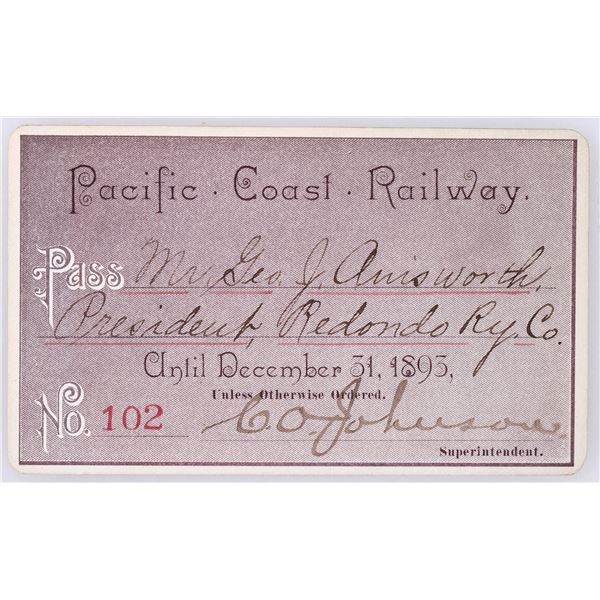 Pacific · Coast · Railway.
Pass Mr. Geo. J. Ainsworth,
President, Redondo Ry. Co.
Until December 31, 1893,
Unless Otherwise Ordered.
No. 102 C.O. Johnson
Superintendent.